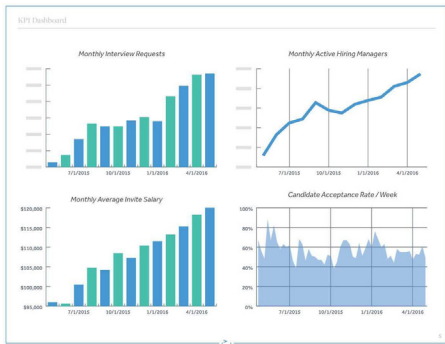 KPI Dashboard
Monthly Interview Requests
7/1/2015 10/1/2015 1/1/2016 4/1/2016
Monthly Active Hiring Managers
7/1/2015 10/1/2015 1/1/2016 4/1/2016
Monthly Average Invite Salary
$120,000
$115,000
$110,000
$105,000
$100,000
$95,000
7/1/2015 10/1/2015 1/1/2016 4/1/2016
Candidate Acceptance Rate / Week
100%
80%
60%
40%
20%
0%
7/1/2015 10/1/2015 1/1/2016 4/1/2016